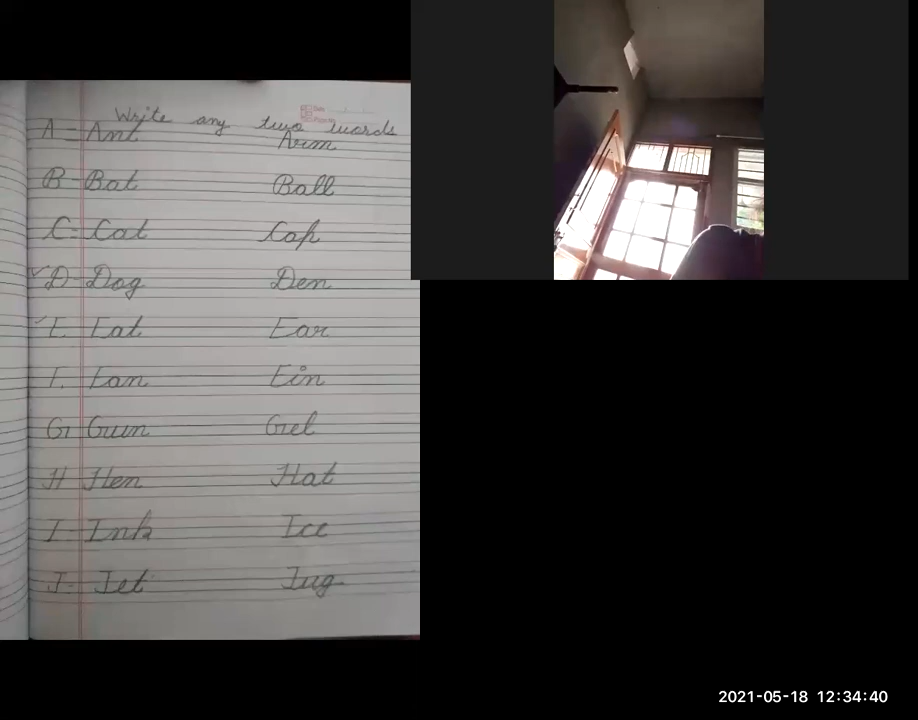 Write any two words
A = Ant Arm
B - Bat Ball
C = Cat Cap
D - Dog Den
E. Eat Ear
F. Fan Fin
G Gun Gel
H Hen Hat
I - Ink Ice
J - Jet Jug
2021-05-18 12:34:40